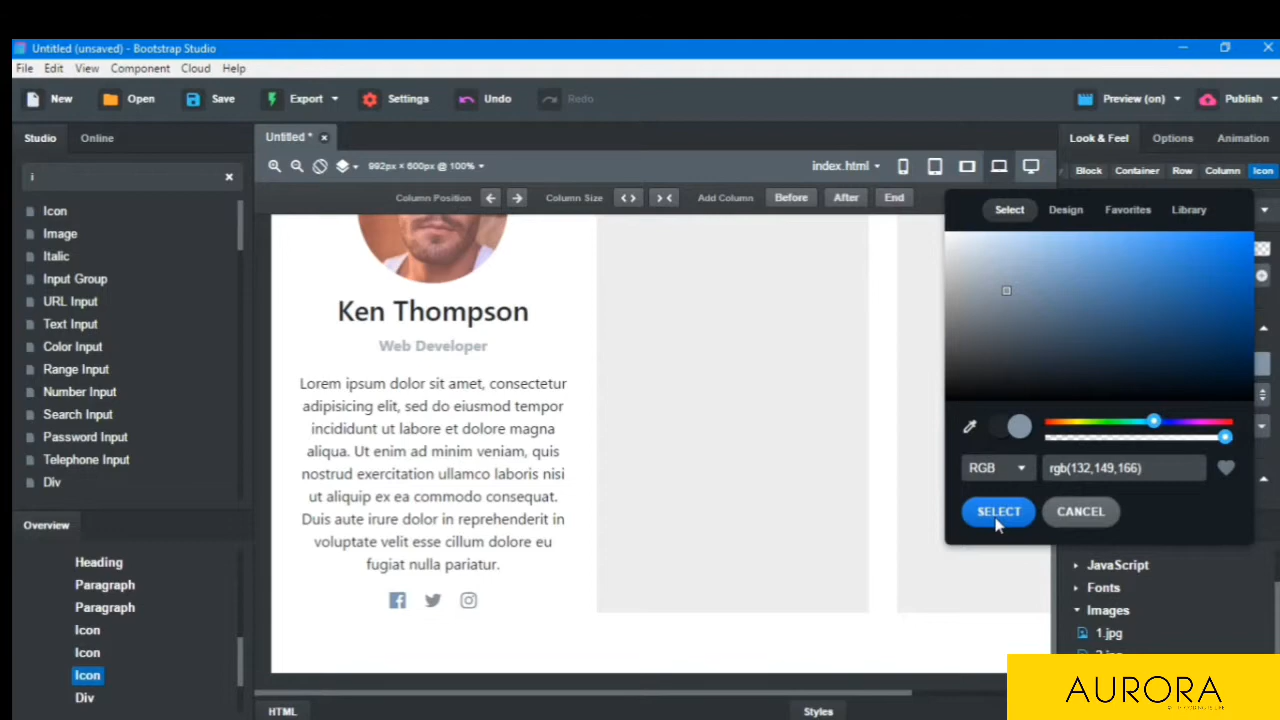 Untitled (unsaved) - Bootstrap Studio
File Edit View Component Cloud Help
New Open Save Export Settings Undo Redo Preview (on) Publish
Studio Online
Untitled *
Look & Feel Options Animation
992px × 600px @ 100%
index.html
Block Container Row Column Icon
i
Column Position
Column Size
Add Column Before After End
Icon
Image
Italic
Input Group
URL Input
Text Input
Color Input
Range Input
Number Input
Search Input
Password Input
Telephone Input
Div
Overview
Heading
Paragraph
Paragraph
Icon
Icon
Icon
Div
Ken Thompson
Web Developer
Lorem ipsum dolor sit amet, consectetur
adipisicing elit, sed do eiusmod tempor
incididunt ut labore et dolore magna
aliqua. Ut enim ad minim veniam, quis
nostrud exercitation ullamco laboris nisi
ut aliquip ex ea commodo consequat.
Duis aute irure dolor in reprehenderit in
voluptate velit esse cillum dolore eu
fugiat nulla pariatur.
Select Design Favorites Library
RGB rgb(132,149,166)
SELECT CANCEL
JavaScript
Fonts
Images
1.jpg
HTML
Styles
AURORA